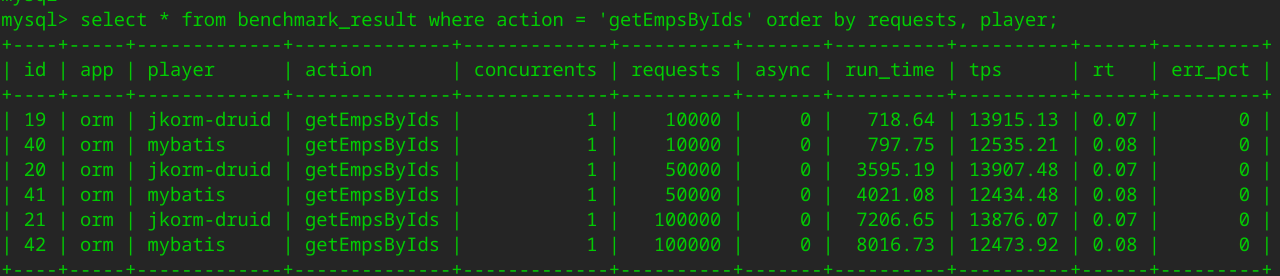 mysql> select * from benchmark_result where action = 'getEmpsByIds' order by requests, player;
+----+-----+-------------+--------------+-------------+----------+-------+----------+----------+------+---------+
| id | app | player      | action       | concurrents | requests | async | run_time | tps      | rt   | err_pct |
+----+-----+-------------+--------------+-------------+----------+-------+----------+----------+------+---------+
| 19 | orm | jkorm-druid | getEmpsByIds |           1 |    10000 |     0 |   718.64 | 13915.13 | 0.07 |       0 |
| 40 | orm | mybatis     | getEmpsByIds |           1 |    10000 |     0 |   797.75 | 12535.21 | 0.08 |       0 |
| 20 | orm | jkorm-druid | getEmpsByIds |           1 |    50000 |     0 |  3595.19 | 13907.48 | 0.07 |       0 |
| 41 | orm | mybatis     | getEmpsByIds |           1 |    50000 |     0 |  4021.08 | 12434.48 | 0.08 |       0 |
| 21 | orm | jkorm-druid | getEmpsByIds |           1 |   100000 |     0 |  7206.65 | 13876.07 | 0.07 |       0 |
| 42 | orm | mybatis     | getEmpsByIds |           1 |   100000 |     0 |  8016.73 | 12473.92 | 0.08 |       0 |
+----+-----+-------------+--------------+-------------+----------+-------+----------+----------+------+---------+